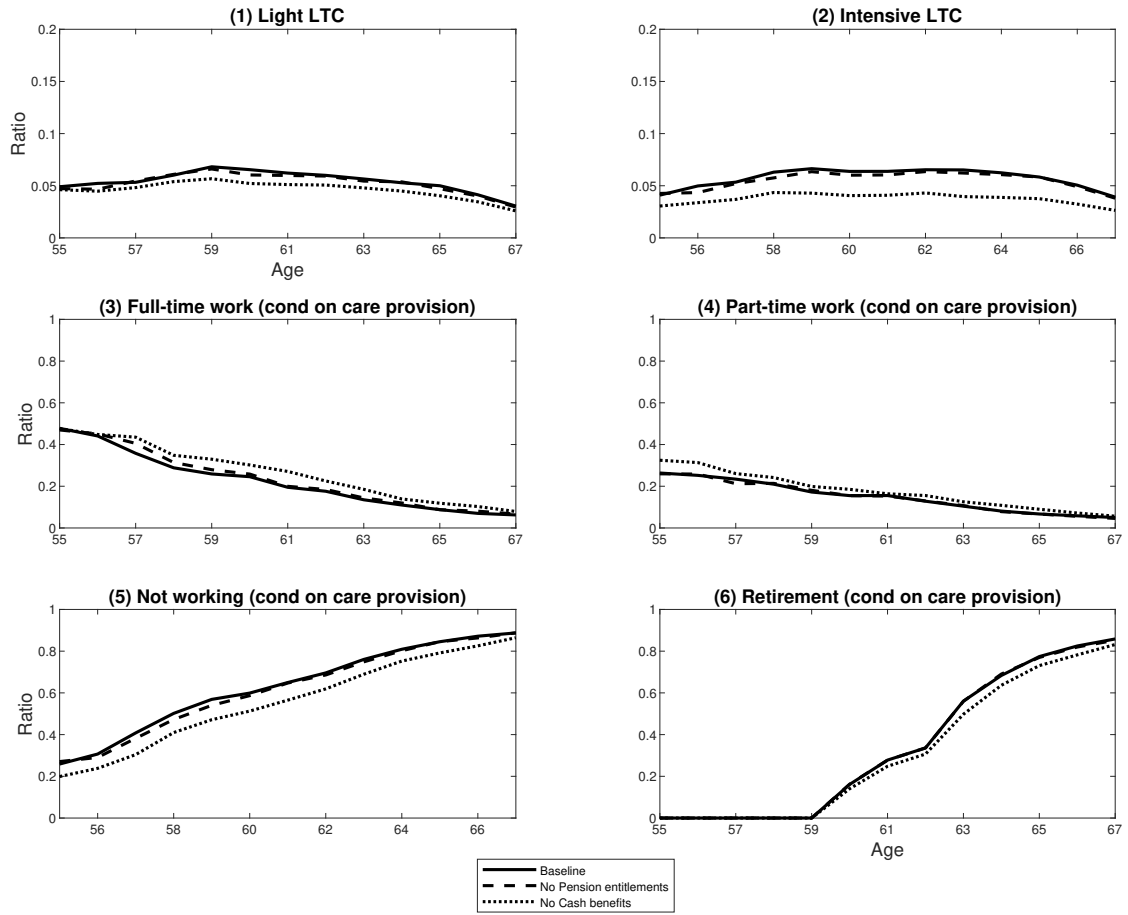 (1) Light LTC
0.2
0.15
0.1
0.05
0
Ratio
55 57 59 61 63 65 67
Age
(2) Intensive LTC
0.2
0.15
0.1
0.05
0
56 58 60 62 64 66
(3) Full-time work (cond on care provision)
1
0.8
0.6
0.4
0.2
0
Ratio
55 57 59 61 63 65 67
(4) Part-time work (cond on care provision)
1
0.8
0.6
0.4
0.2
0
55 57 59 61 63 65 67
(5) Not working (cond on care provision)
1
0.8
0.6
0.4
0.2
0
Ratio
56 58 60 62 64 66
(6) Retirement (cond on care provision)
1
0.8
0.6
0.4
0.2
0
55 57 59 61 63 65 67
Age
Baseline
No Pension entitlements
No Cash benefits